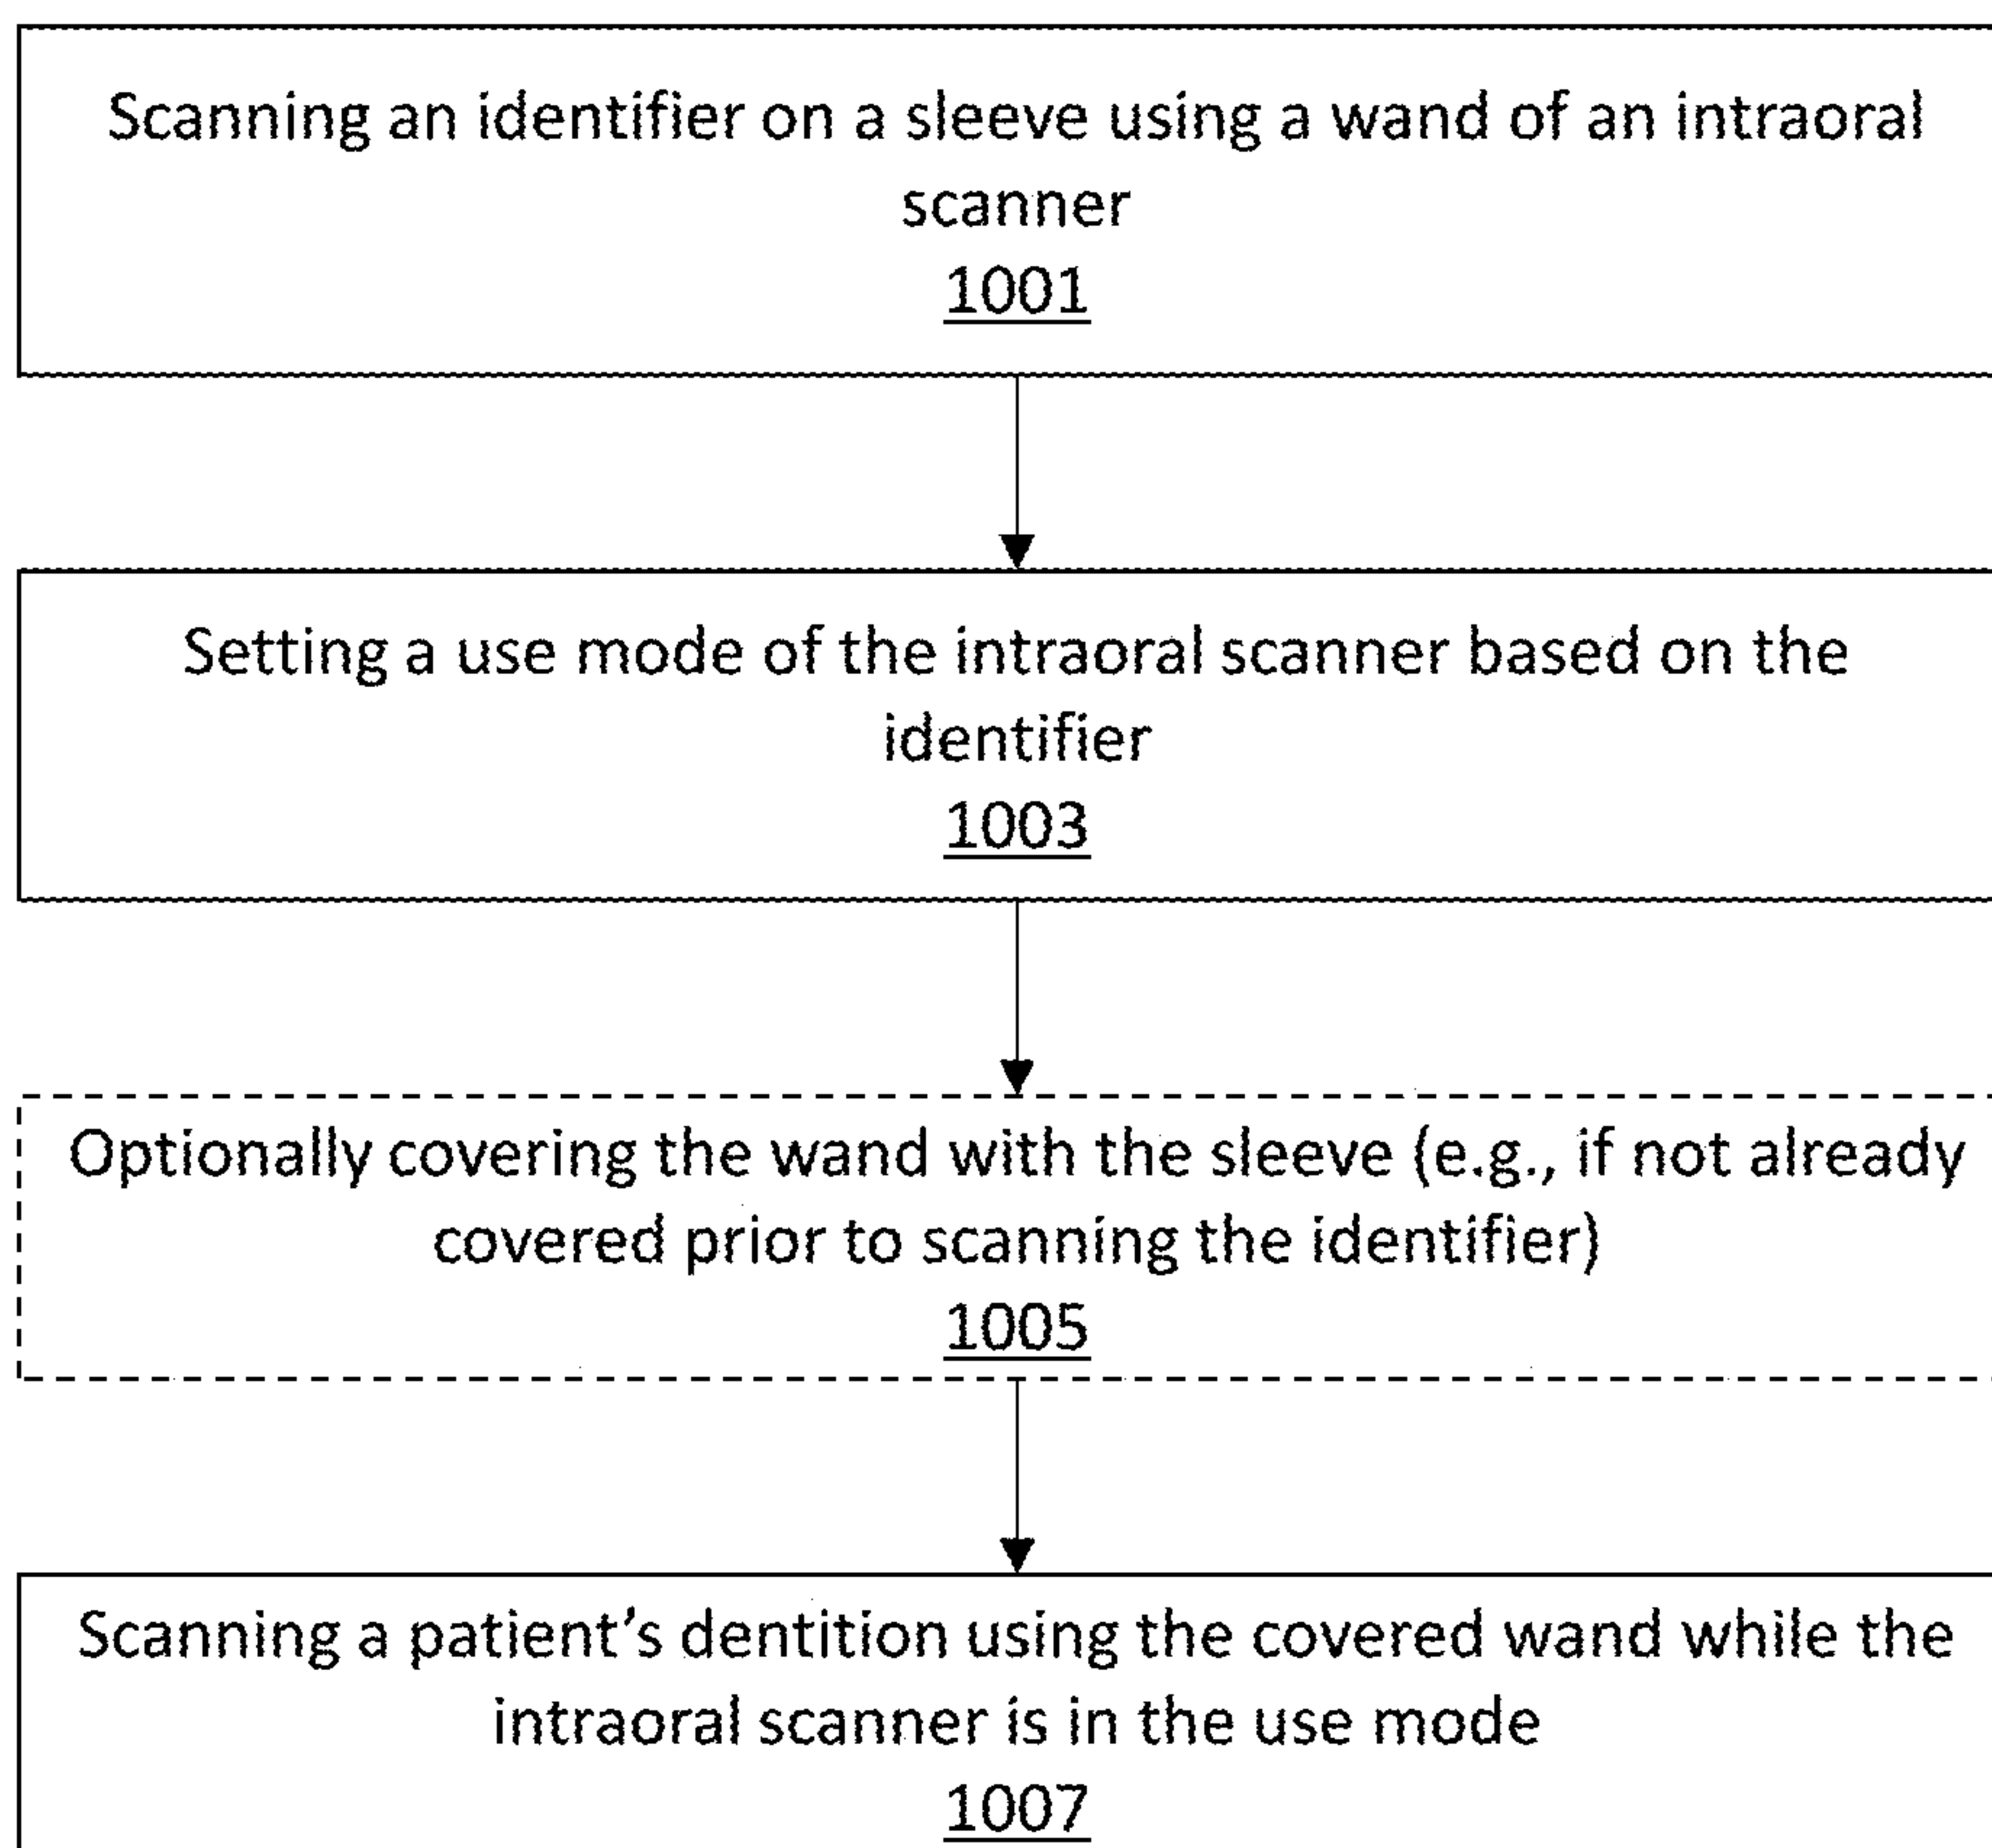 Scanning an identifier on a sleeve using a wand of an intraoral
scanner
1001
Setting a use mode of the intraoral scanner based on the
identifier
1003
Optionally covering the wand with the sleeve (e.g., if not already
covered prior to scanning the identifier)
1005
Scanning a patient’s dentition using the covered wand while the
intraoral scanner is in the use mode
1007